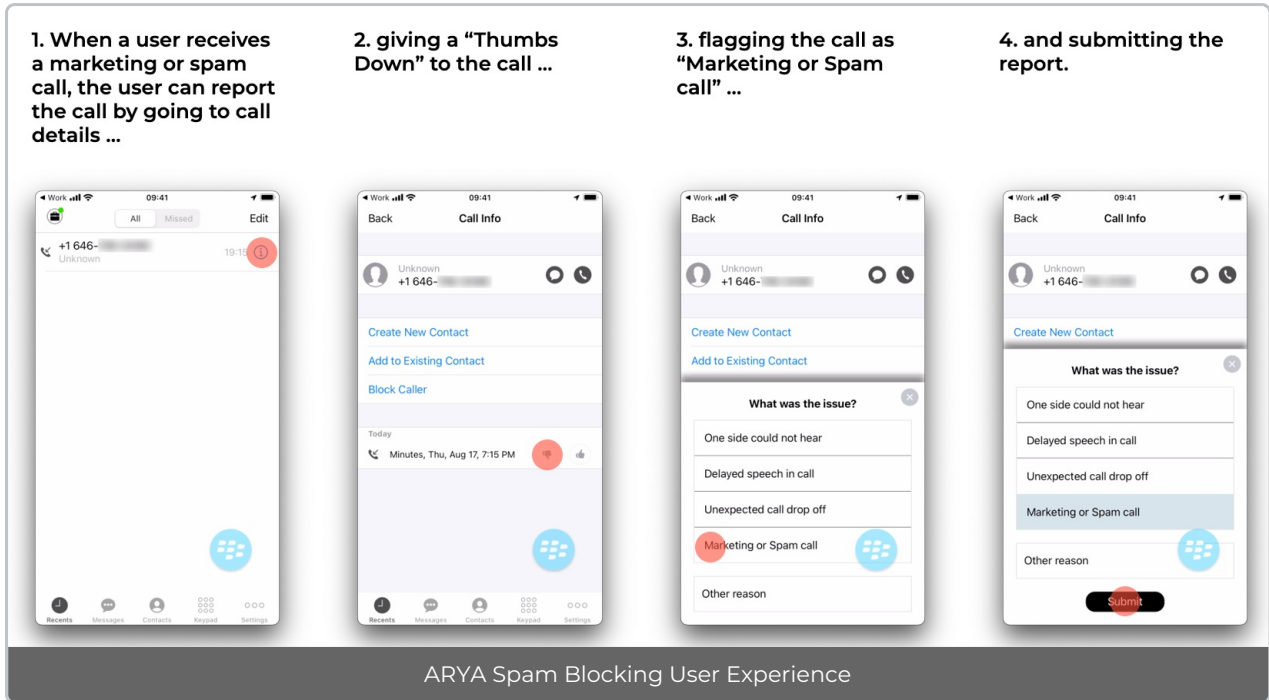 1. When a user receives
a marketing or spam
call, the user can report
the call by going to call
details ...
2. giving a “Thumbs
Down” to the call ...
3. flagging the call as
“Marketing or Spam
call” ...
4. and submitting the
report.
Work 09:41
All Missed Edit
+1 646-
Unknown
19:15
Recents Messages Contacts Keypad Settings
Work 09:41
Back Call Info
Unknown
+1 646-
Create New Contact
Add to Existing Contact
Block Caller
Today
Minutes, Thu, Aug 17, 7:15 PM
Recents Messages Contacts Keypad Settings
Work 09:41
Back Call Info
Unknown
+1 646-
Create New Contact
Add to Existing Contact
What was the issue?
One side could not hear
Delayed speech in call
Unexpected call drop off
Marketing or Spam call
Other reason
Work 09:41
Back Call Info
Unknown
+1 646-
Create New Contact
What was the issue?
One side could not hear
Delayed speech in call
Unexpected call drop off
Marketing or Spam call
Other reason
Submit
ARYA Spam Blocking User Experience